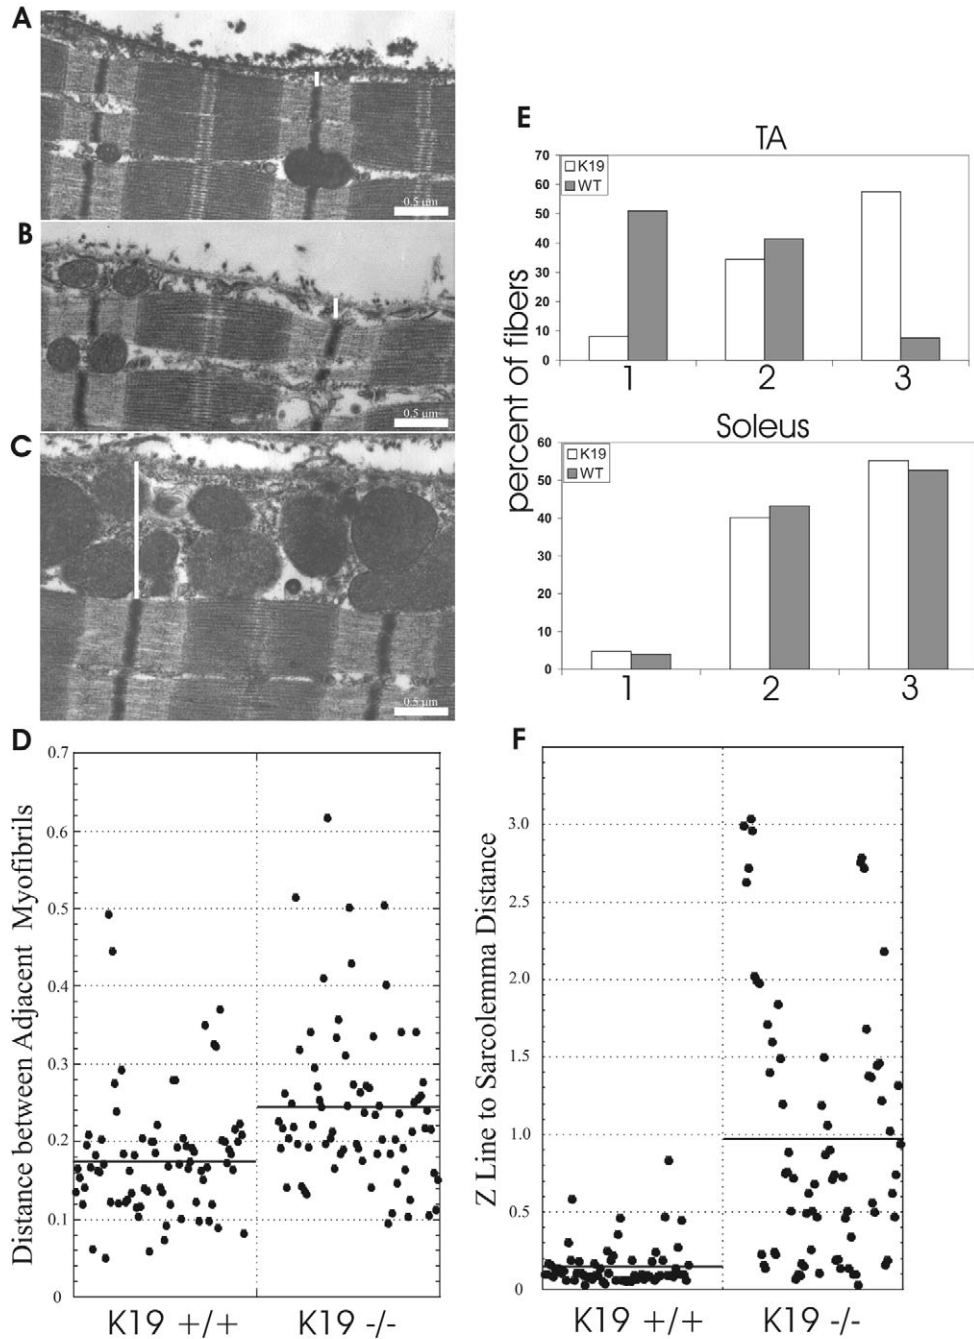 A
0.5 µm
B
0.5 µm
C
0.5 µm
E
TA
percent of fibers
70
60
50
40
30
20
10
0
K19
WT
1 2 3
Soleus
60
50
40
30
20
10
0
K19
WT
1 2 3
D
Distance between Adjacent Myofibrils
0.7
0.6
0.5
0.4
0.3
0.2
0.1
0
K19 +/+ K19 -/-
F
Z Line to Sarcolemma Distance
3.0
2.5
2.0
1.5
1.0
0.5
0
K19 +/+ K19 -/-